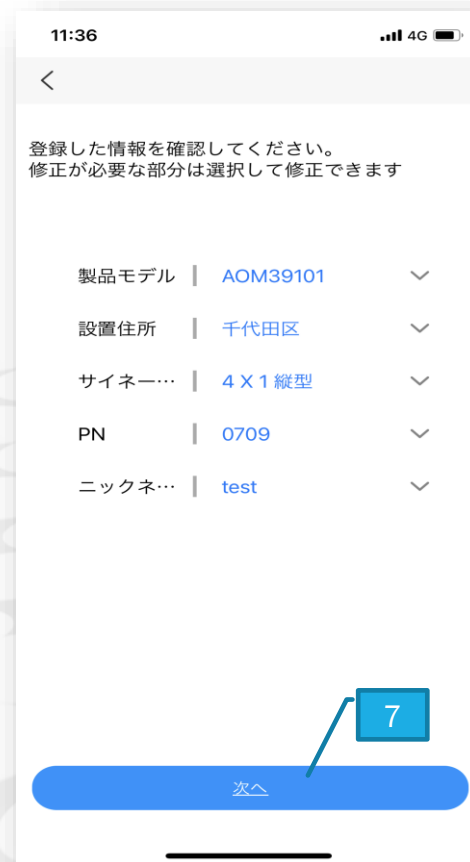 11:36
4G
登録した情報を確認してください。
修正が必要な部分は選択して修正できます
製品モデル AOM39101
設置住所 千代田区
サイネー… 4 X 1 縦型
PN 0709
ニックネ… test
7
次へ